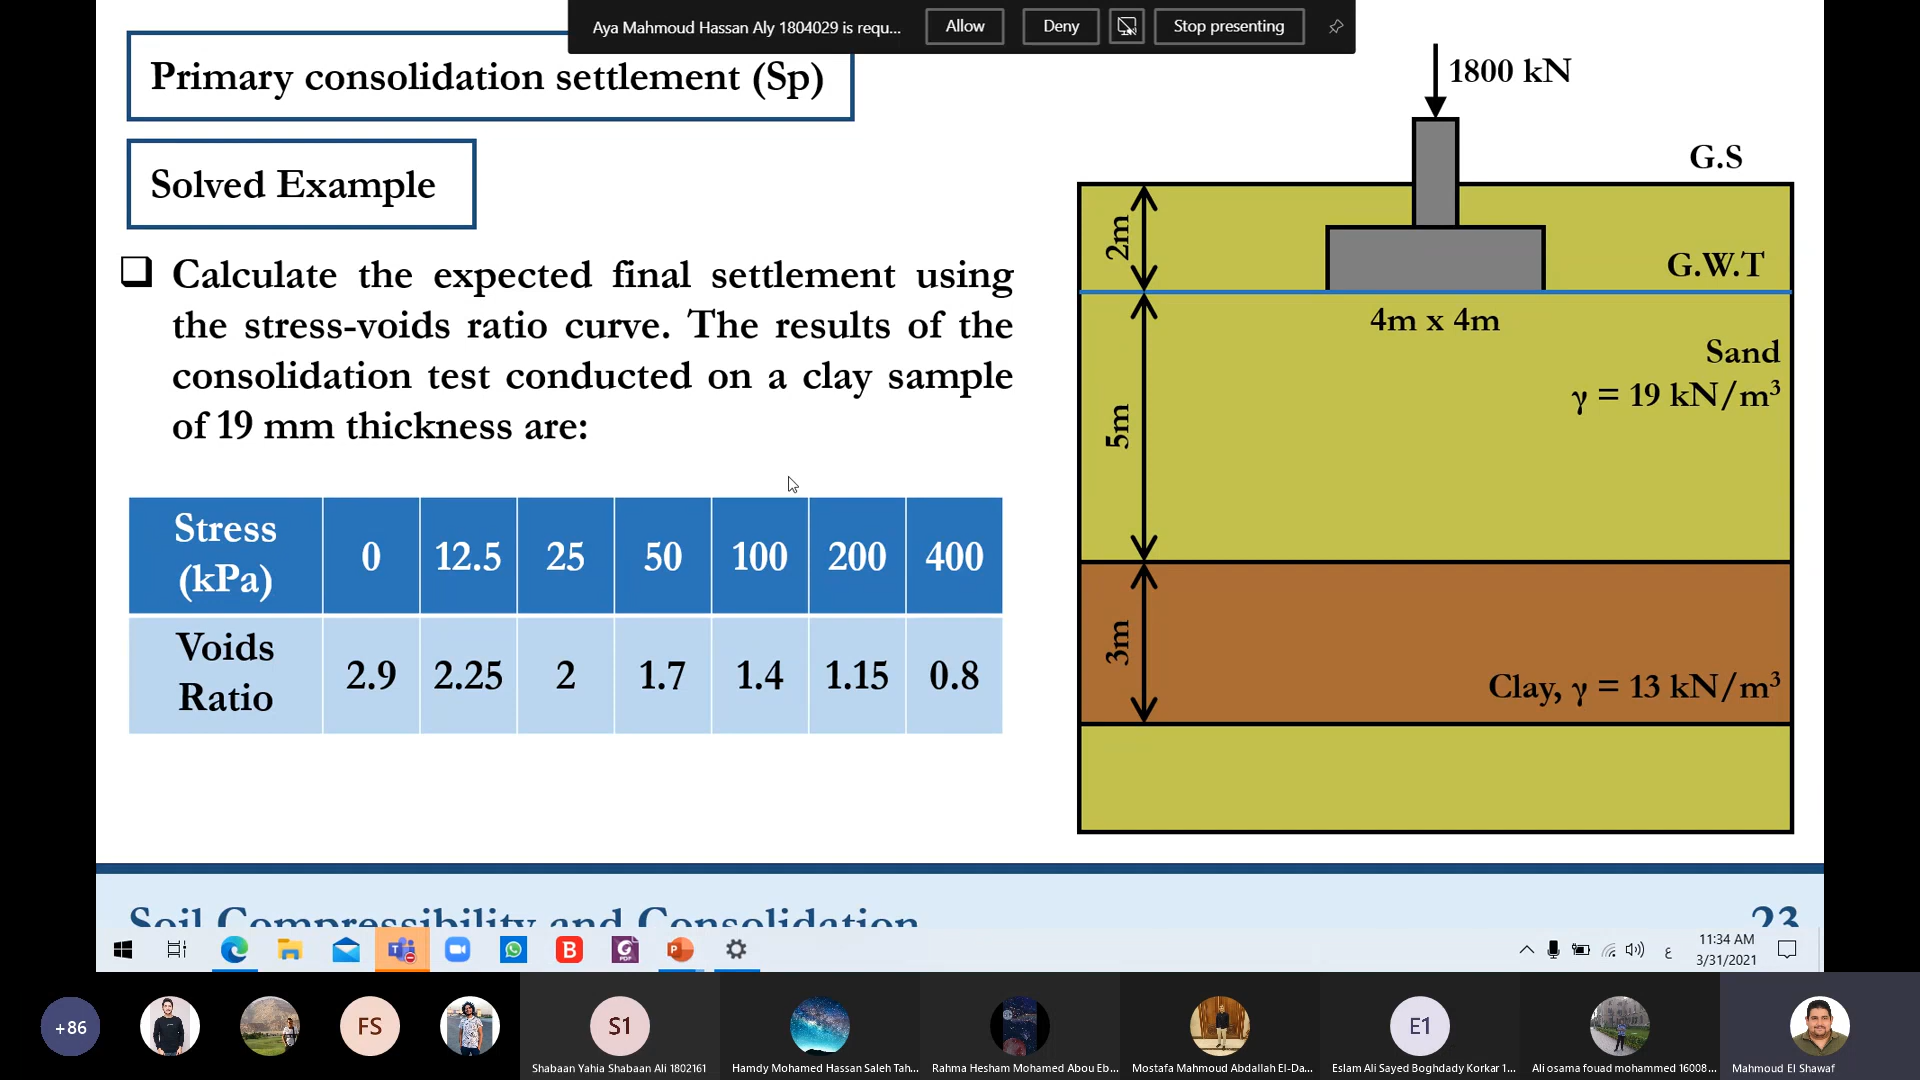 Aya Mahmoud Hassan Aly 1804029 is requ...
Allow
Deny
Stop presenting
Primary consolidation settlement (Sp)
Solved Example
❑ Calculate the expected final settlement using
the stress-voids ratio curve. The results of the
consolidation test conducted on a clay sample
of 19 mm thickness are:
Stress
(kPa)
0 12.5 25 50 100 200 400
Voids
Ratio
2.9 2.25 2 1.7 1.4 1.15 0.8
1800 kN
G.S
2m
G.W.T
4m x 4m
Sand
γ = 19 kN/m³
5m
3m
Clay, γ = 13 kN/m³
Soil Compressibility and Consolidation
23
ع
11:34 AM
3/31/2021
+86
FS
S1
E1
Shabaan Yahia Shabaan Ali 1802161
Hamdy Mohamed Hassan Saleh Tah...
Rahma Hesham Mohamed Abou Eb...
Mostafa Mahmoud Abdallah El-Da...
Eslam Ali Sayed Boghdady Korkar 1...
Ali osama fouad mohammed 16008...
Mahmoud El Shawaf